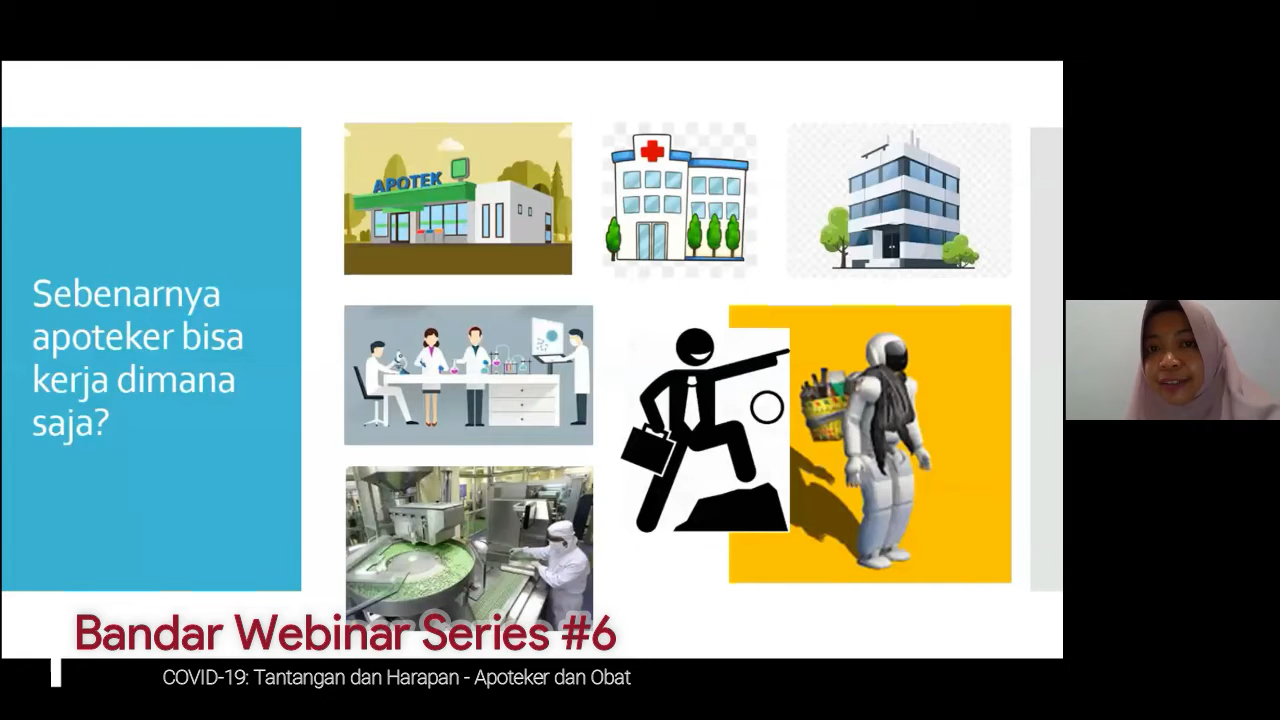 APOTEK
Sebenarnya
apoteker bisa
kerja dimana
saja?
Bandar Webinar Series #6
COVID-19: Tantangan dan Harapan - Apoteker dan Obat